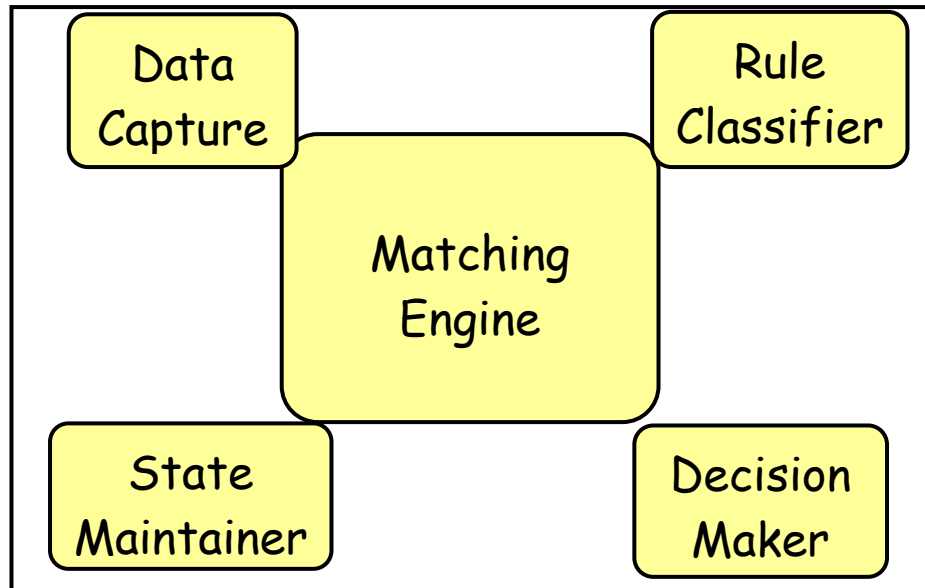 Data
Capture
Rule
Classifier
Matching
Engine
State
Maintainer
Decision
Maker